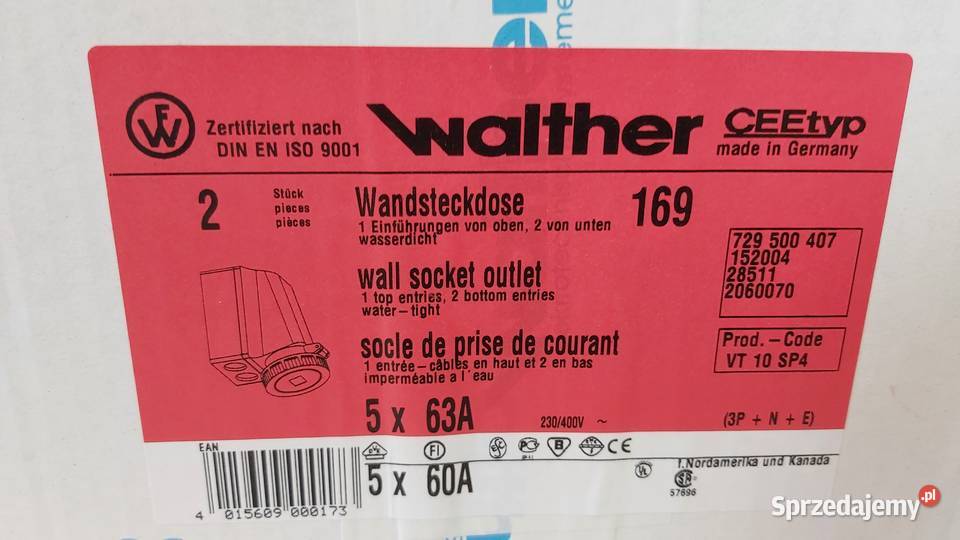 FW
Zertifiziert nach
DIN EN ISO 9001
Walther
CEEtyp
made in Germany
2
Stück
pieces
pièces
Wandsteckdose
169
1 Einführungen von oben, 2 von unten
wasserdicht
wall socket outlet
1 top entries, 2 bottom entries
water-tight
socle de prise de courant
1 entrée-câbles en haut et 2 en bas
imperméable a l'eau
729 500 407
152004
28511
2060070
Prod.-Code
VT 10 SP4
5 x 63A
230/400V ~
(3P + N + E)
EAN
FI
CE
5 x 60A
f.Nordamerika und Kanada
UL
57696
4 015609 000173
Sprzedajemy.pl